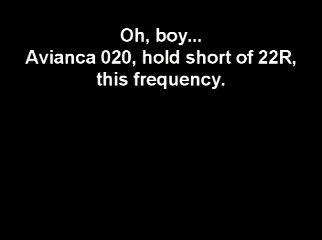 Oh, boy...
Avianca 020, hold short of 22R,
this frequency.